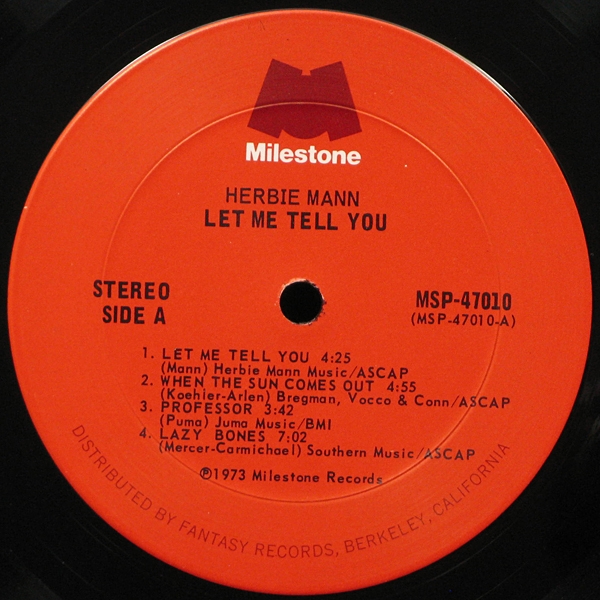 Milestone
HERBIE MANN
LET ME TELL YOU
STEREO
SIDE A
MSP-47010
(MSP-47010-A)
1. LET ME TELL YOU 4:25
(Mann) Herbie Mann Music/ASCAP
2. WHEN THE SUN COMES OUT 4:55
(Koehier-Arlen) Bregman, Vocco & Conn/ASCAP
3. PROFESSOR 3:42
(Puma) Juma Music/BMI
4. LAZY BONES 7:02
(Mercer-Carmichael) Southern Music/ASCAP
℗1973 Milestone Records
DISTRIBUTED BY FANTASY RECORDS, BERKELEY, CALIFORNIA